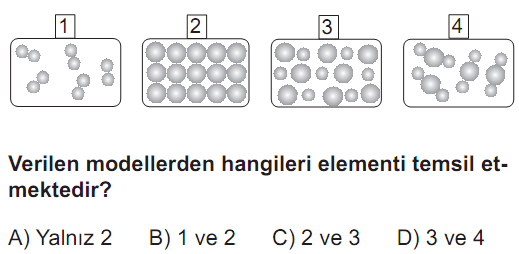 1 2 3 4
Verilen modellerden hangileri elementi temsil et-
mektedir?
A) Yalnız 2 B) 1 ve 2 C) 2 ve 3 D) 3 ve 4